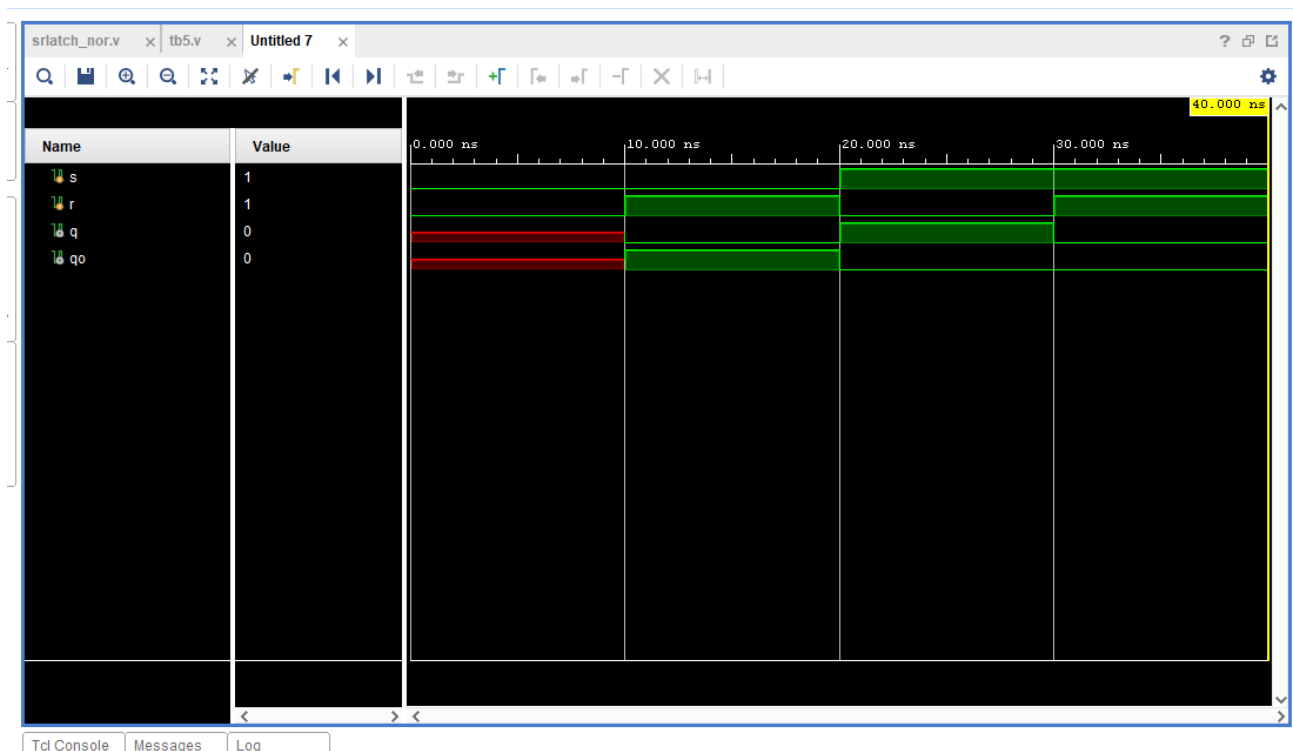 srlatch_nor.v × tb5.v × Untitled 7 ×
40.000 ns
Name Value 0.000 ns 10.000 ns 20.000 ns 30.000 ns
s 1
r 1
q 0
qo 0
Tcl Console Messages Log